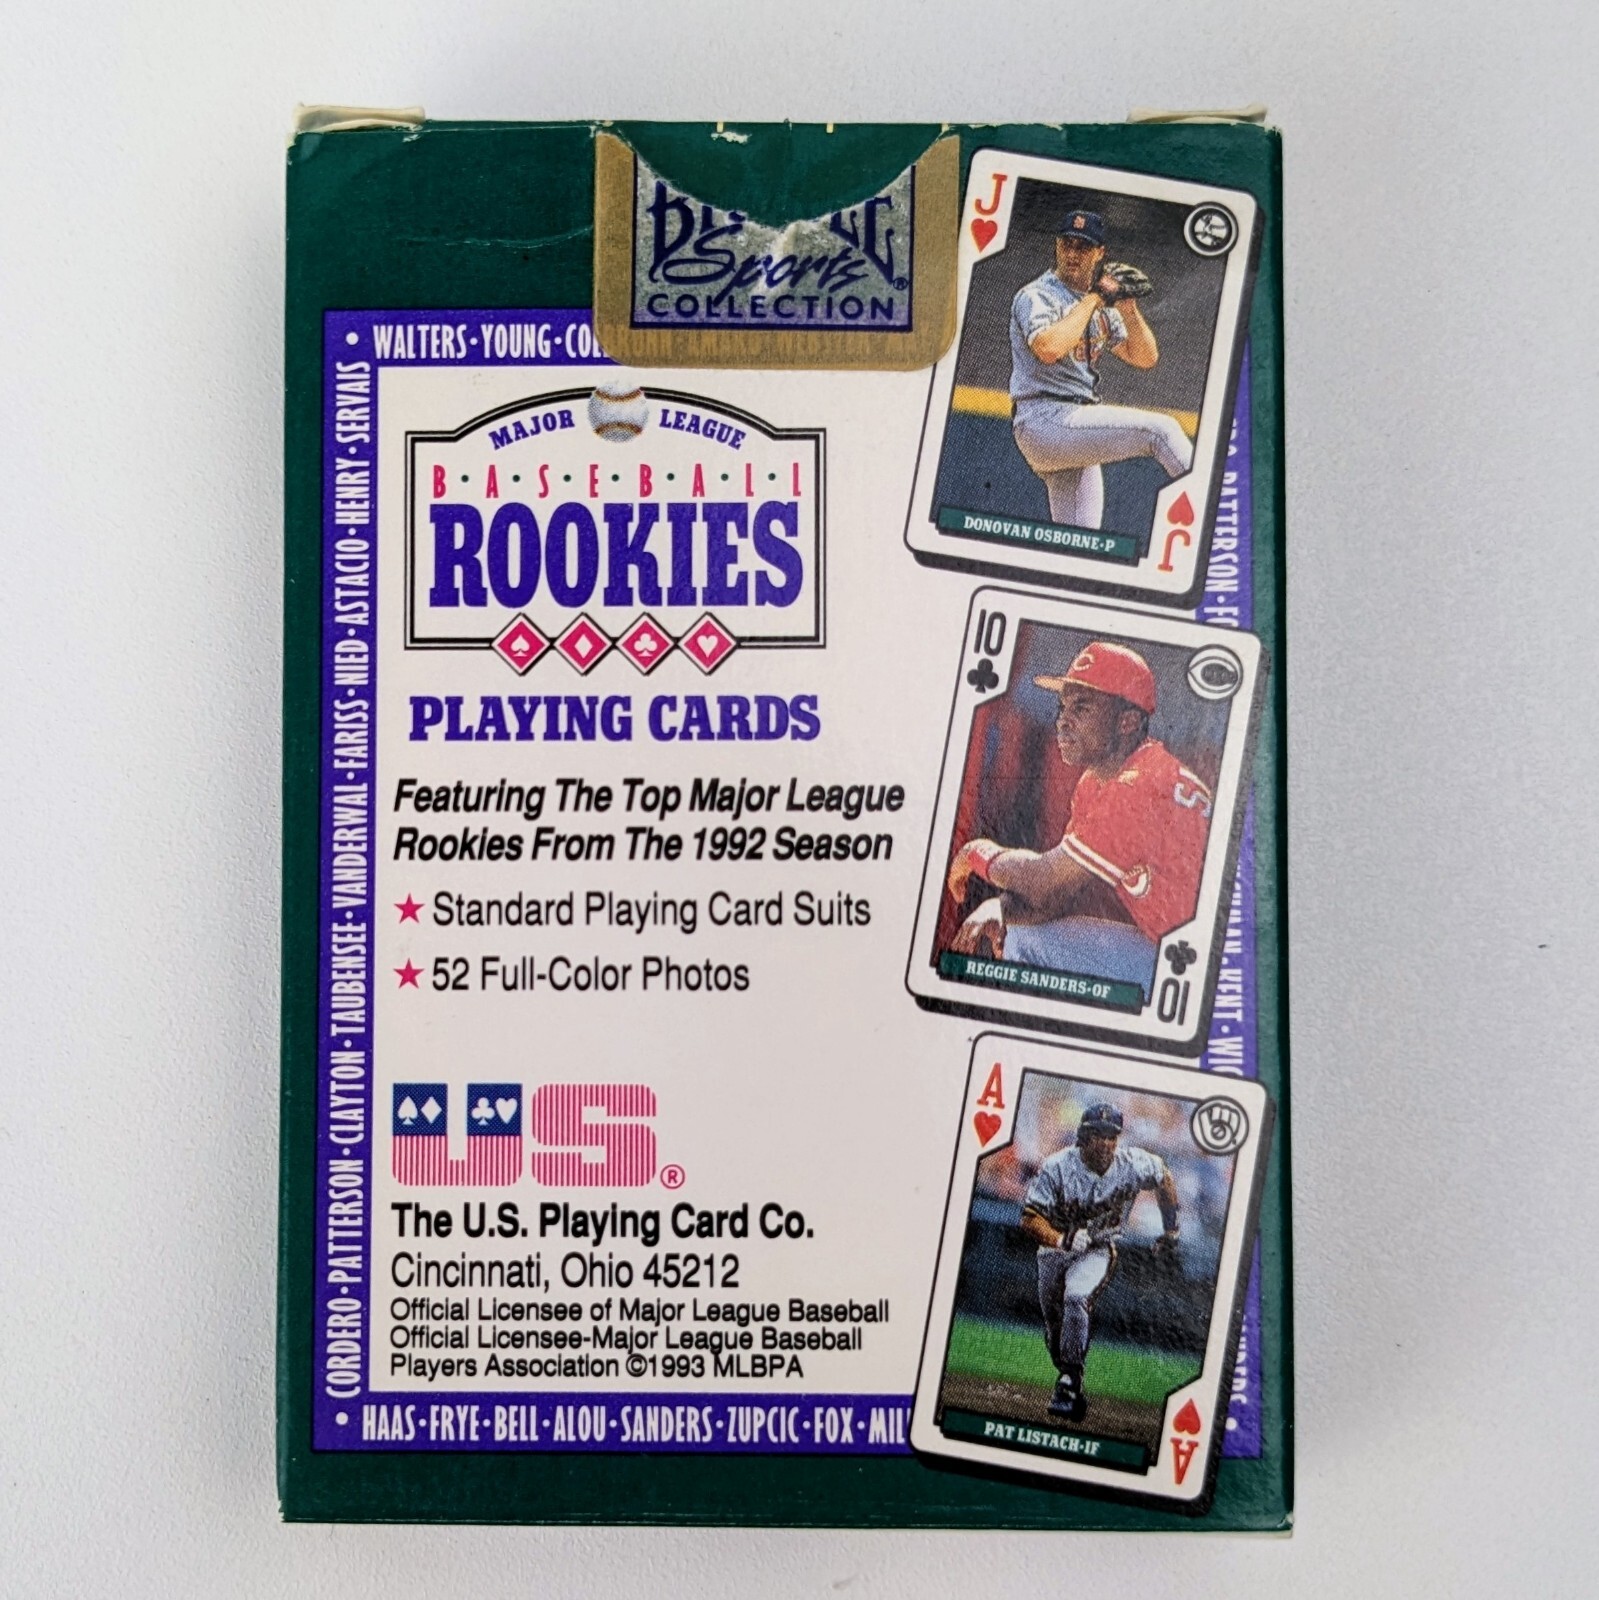 Sports®
COLLECTION
• WALTERS•YOUNG•
CORDERO•PATTERSON•CLAYTON•TAUBENSEE•VANDERWAL•FARISS•NIED•ASTACIO•HENRY•SERVAIS
MAJOR LEAGUE
B•A•S•E•B•A•L•L
ROOKIES
PLAYING CARDS
Featuring The Top Major League
Rookies From The 1992 Season
★ Standard Playing Card Suits
★ 52 Full-Color Photos
US®
The U.S. Playing Card Co.
Cincinnati, Ohio 45212
Official Licensee of Major League Baseball
Official Licensee-Major League Baseball
Players Association ©1993 MLBPA
• HAAS•FRYE•BELL•ALOU•SANDERS•ZUPCIC•FOX•
J
DONOVAN OSBORNE-P
J
10
C
REDS
REGGIE SANDERS-OF
10
A
PAT LISTACH-IF
A
PATTERSON•
KENT•